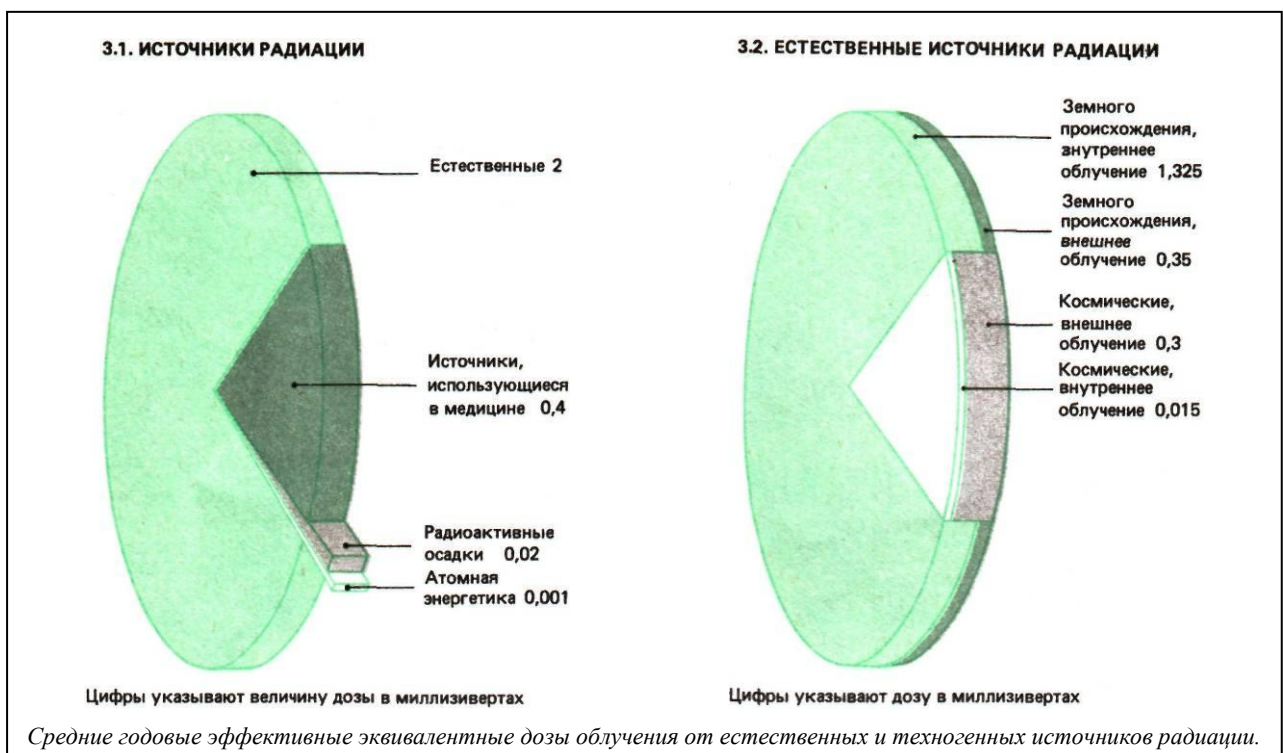 3.1. ИСТОЧНИКИ РАДИАЦИИ
Естественные 2
Источники,
использующиеся
в медицине 0,4
Радиоактивные
осадки 0,02
Атомная
энергетика 0,001
Цифры указывают величину дозы в миллизивертах
3.2. ЕСТЕСТВЕННЫЕ ИСТОЧНИКИ РАДИАЦИИ
Земного
происхождения,
внутреннее
облучение 1,325
Земного
происхождения,
внешнее
облучение 0,35
Космические,
внешнее
облучение 0,3
Космические,
внутреннее
облучение 0,015
Цифры указывают дозу в миллизивертах
Средние годовые эффективные эквивалентные дозы облучения от естественных и техногенных источников радиации.